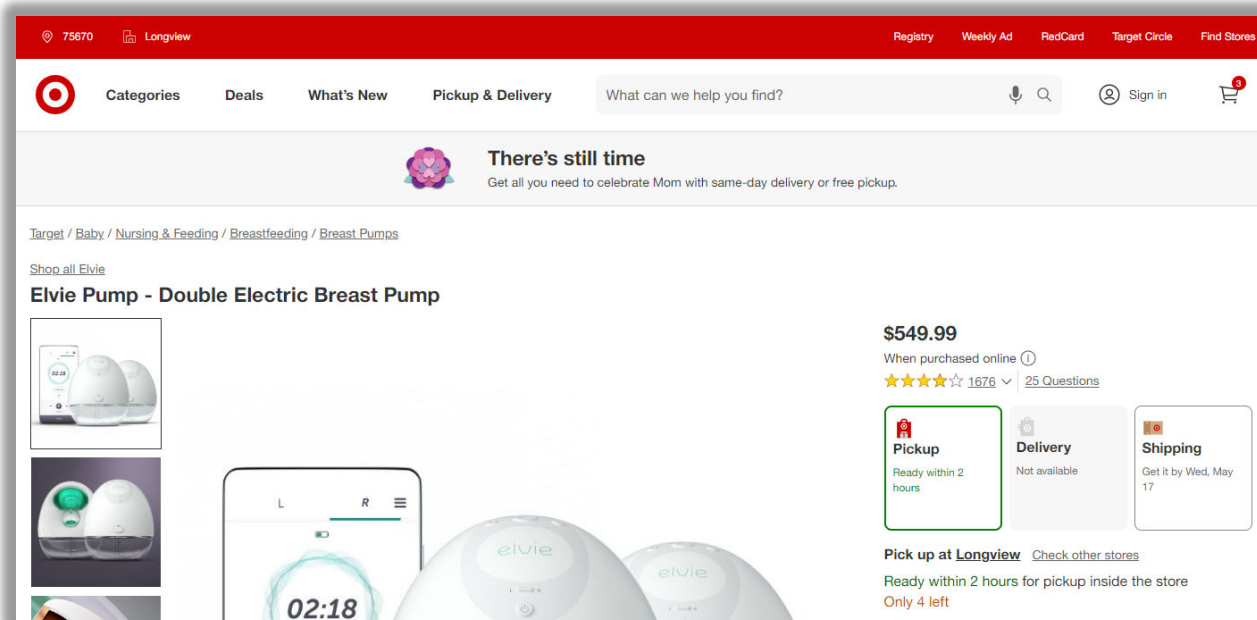 75670 Longview Registry Weekly Ad RedCard Target Circle Find Stores
Categories Deals What's New Pickup & Delivery What can we help you find? Sign in 3
There's still time
Get all you need to celebrate Mom with same-day delivery or free pickup.
Target / Baby / Nursing & Feeding / Breastfeeding / Breast Pumps
Shop all Elvie
Elvie Pump - Double Electric Breast Pump
$549.99
When purchased online
1676 25 Questions
Pickup
Ready within 2
hours
Delivery
Not available
Shipping
Get it by Wed, May
17
Pick up at Longview Check other stores
Ready within 2 hours for pickup inside the store
Only 4 left
02:18
L R
elvie
elvie
02:18